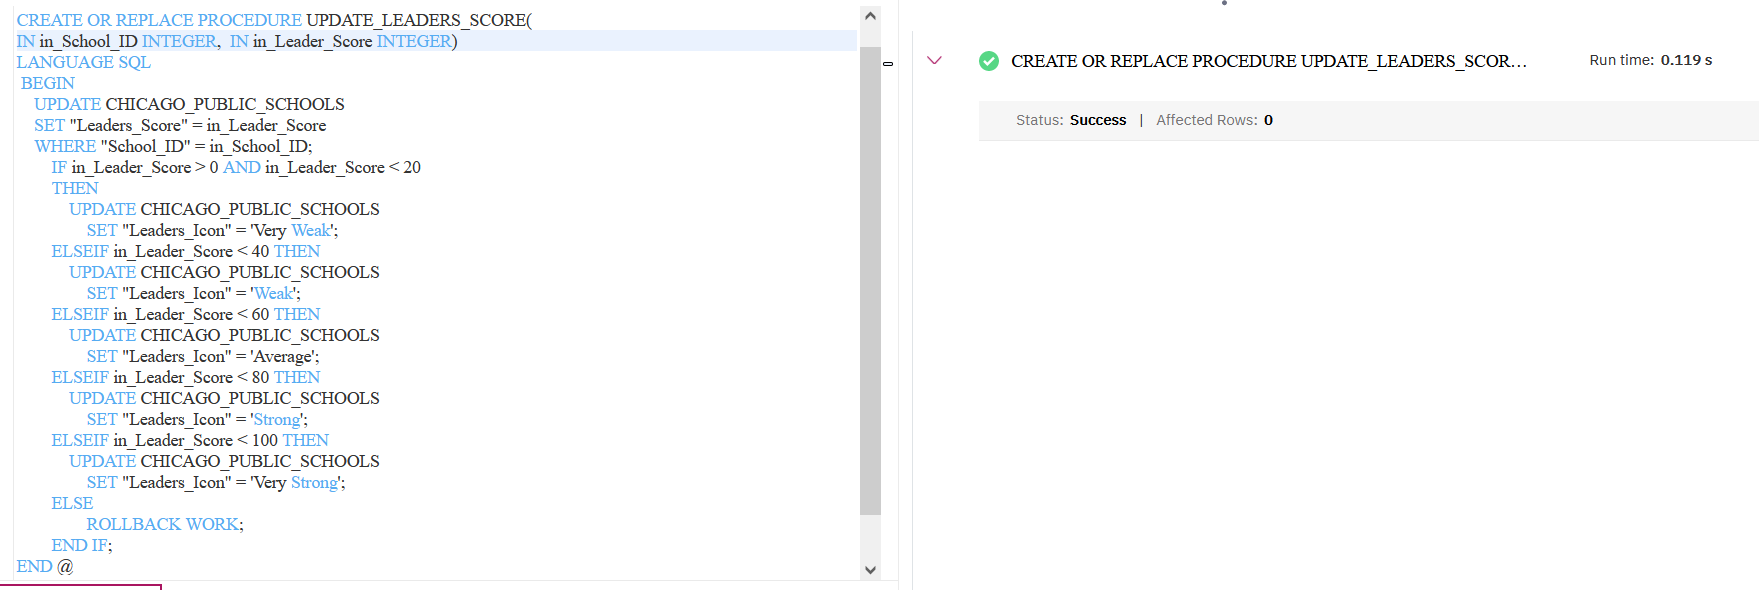 CREATE OR REPLACE PROCEDURE UPDATE_LEADERS_SCORE(
IN in_School_ID INTEGER,  IN in_Leader_Score INTEGER)
LANGUAGE SQL
BEGIN
UPDATE CHICAGO_PUBLIC_SCHOOLS
SET "Leaders_Score" = in_Leader_Score
WHERE "School_ID" = in_School_ID;
IF in_Leader_Score > 0 AND in_Leader_Score < 20
THEN
UPDATE CHICAGO_PUBLIC_SCHOOLS
SET "Leaders_Icon" = 'Very Weak';
ELSEIF in_Leader_Score < 40 THEN
UPDATE CHICAGO_PUBLIC_SCHOOLS
SET "Leaders_Icon" = 'Weak';
ELSEIF in_Leader_Score < 60 THEN
UPDATE CHICAGO_PUBLIC_SCHOOLS
SET "Leaders_Icon" = 'Average';
ELSEIF in_Leader_Score < 80 THEN
UPDATE CHICAGO_PUBLIC_SCHOOLS
SET "Leaders_Icon" = 'Strong';
ELSEIF in_Leader_Score < 100 THEN
UPDATE CHICAGO_PUBLIC_SCHOOLS
SET "Leaders_Icon" = 'Very Strong';
ELSE
ROLLBACK WORK;
END IF;
END @
CREATE OR REPLACE PROCEDURE UPDATE_LEADERS_SCOR...
Run time: 0.119 s
Status: Success | Affected Rows: 0